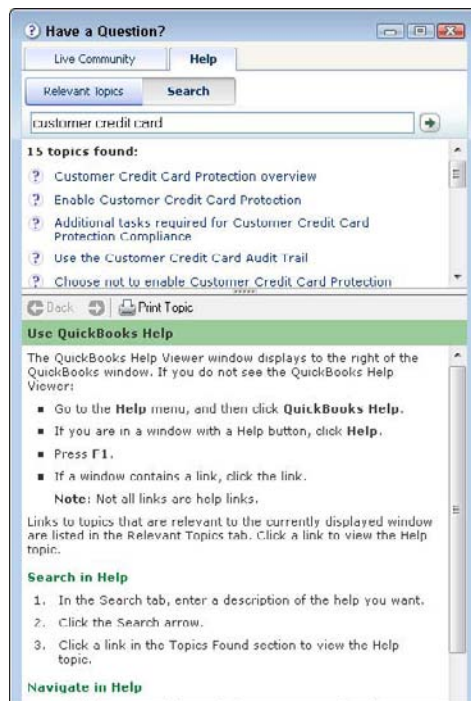 Have a Question?
Live Community
Help
Relevant Topics
Search
customer credit card
15 topics found:
Customer Credit Card Protection overview
Enable Customer Credit Card Protection
Additional tasks required for Customer Credit Card
Protection Compliance
Use the Customer Credit Card Audit Trail
Choose not to enable Customer Credit Card Protection
Back
Print Topic
Use QuickBooks Help
The QuickBooks Help Viewer window displays to the right of the
QuickBooks window. If you do not see the QuickBooks Help
Viewer:
■ Go to the Help menu, and then click QuickBooks Help.
■ If you are in a window with a Help button, click Help.
■ Press F1.
■ If a window contains a link, click the link.
Note: Not all links are help links.
Links to topics that are relevant to the currently displayed window
are listed in the Relevant Topics tab. Click a link to view the Help
topic.
Search in Help
1. In the Search tab, enter a description of the help you want.
2. Click the Search arrow.
3. Click a link in the Topics Found section to view the Help
topic.
Navigate in Help